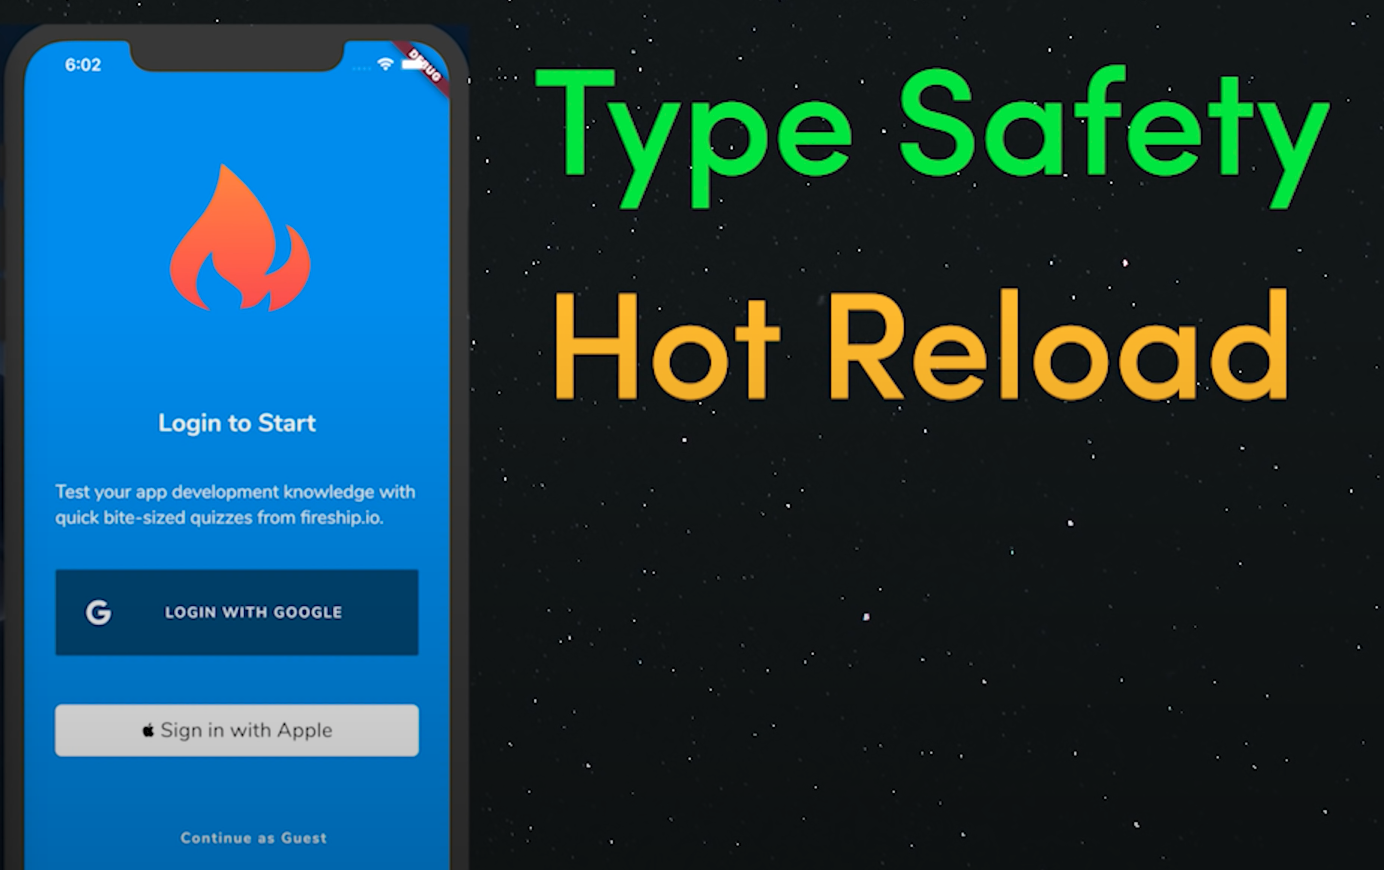 6:02
DEBUG
Login to Start
Test your app development knowledge with
quick bite-sized quizzes from fireship.io.
G LOGIN WITH GOOGLE
Sign in with Apple
Continue as Guest
Type Safety
Hot Reload